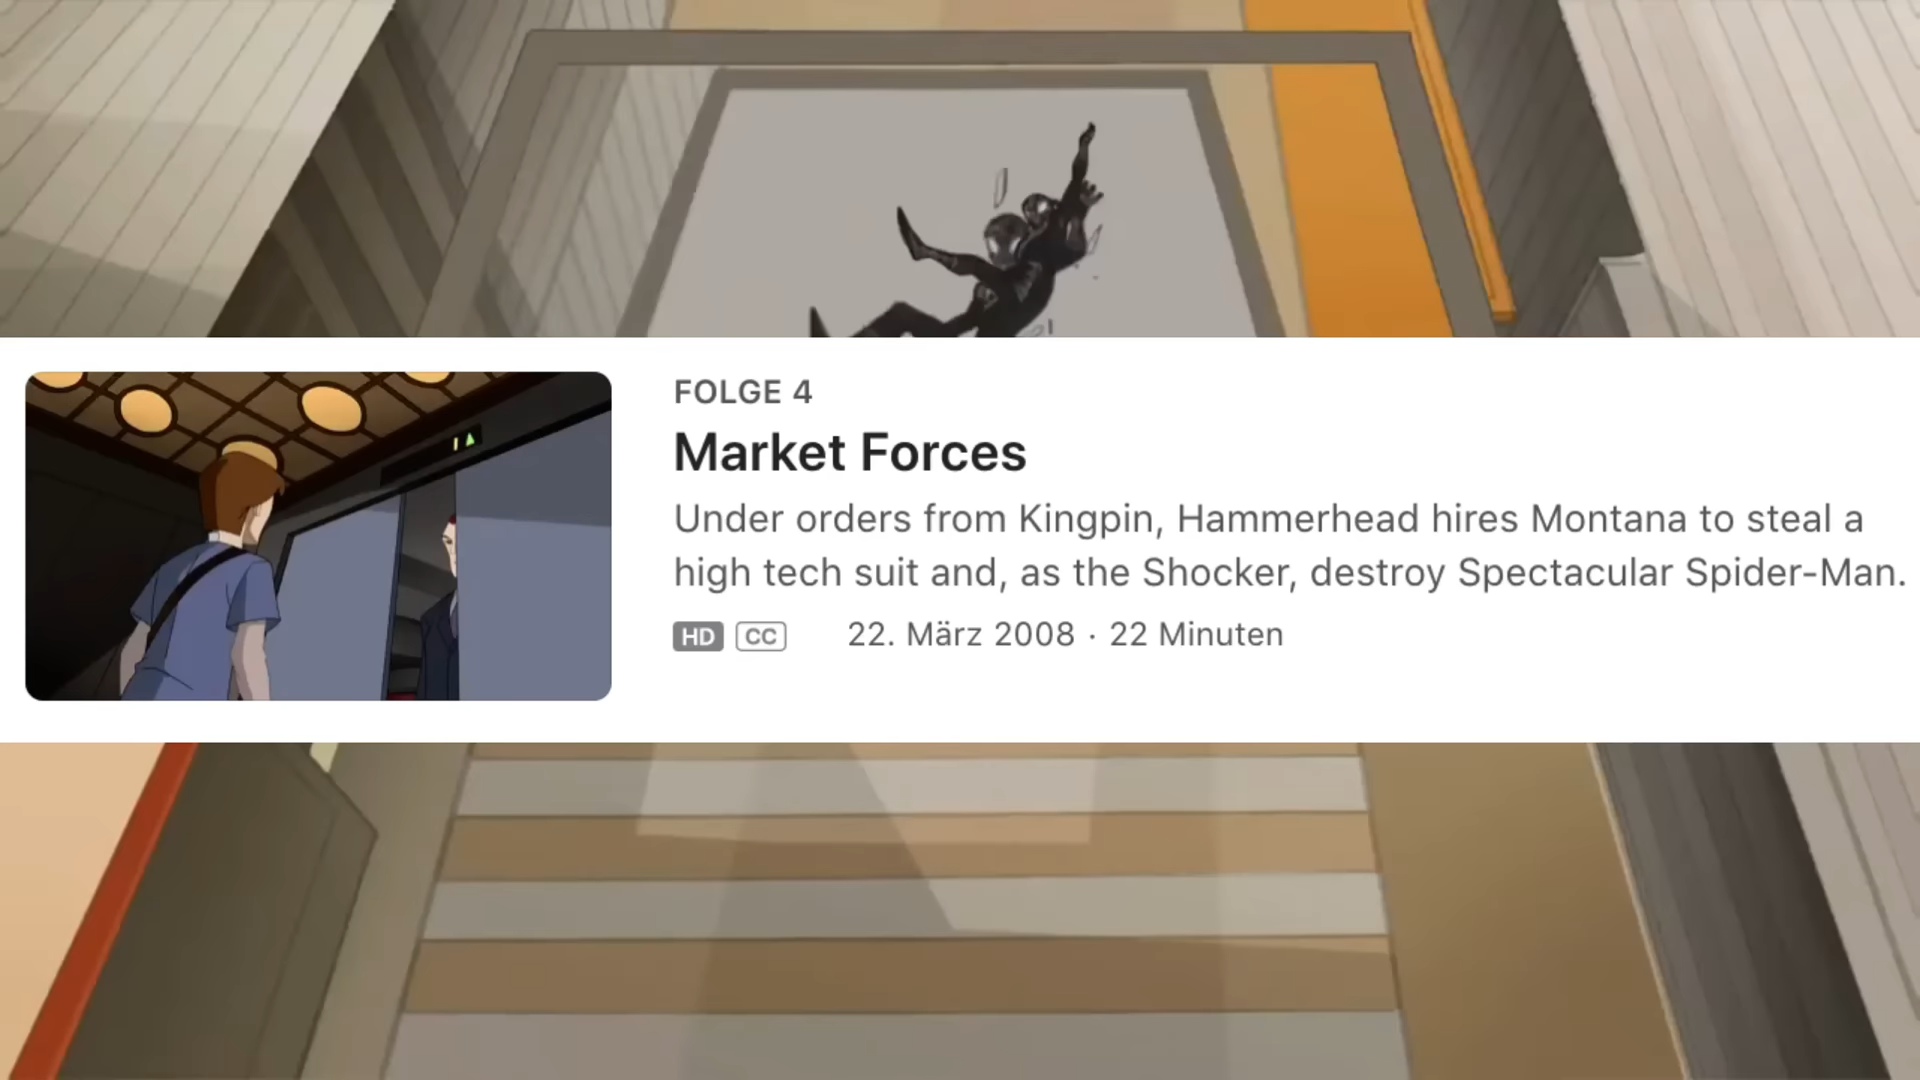 FOLGE 4
Market Forces
Under orders from Kingpin, Hammerhead hires Montana to steal a
high tech suit and, as the Shocker, destroy Spectacular Spider-Man.
HD CC 22. März 2008 · 22 Minuten